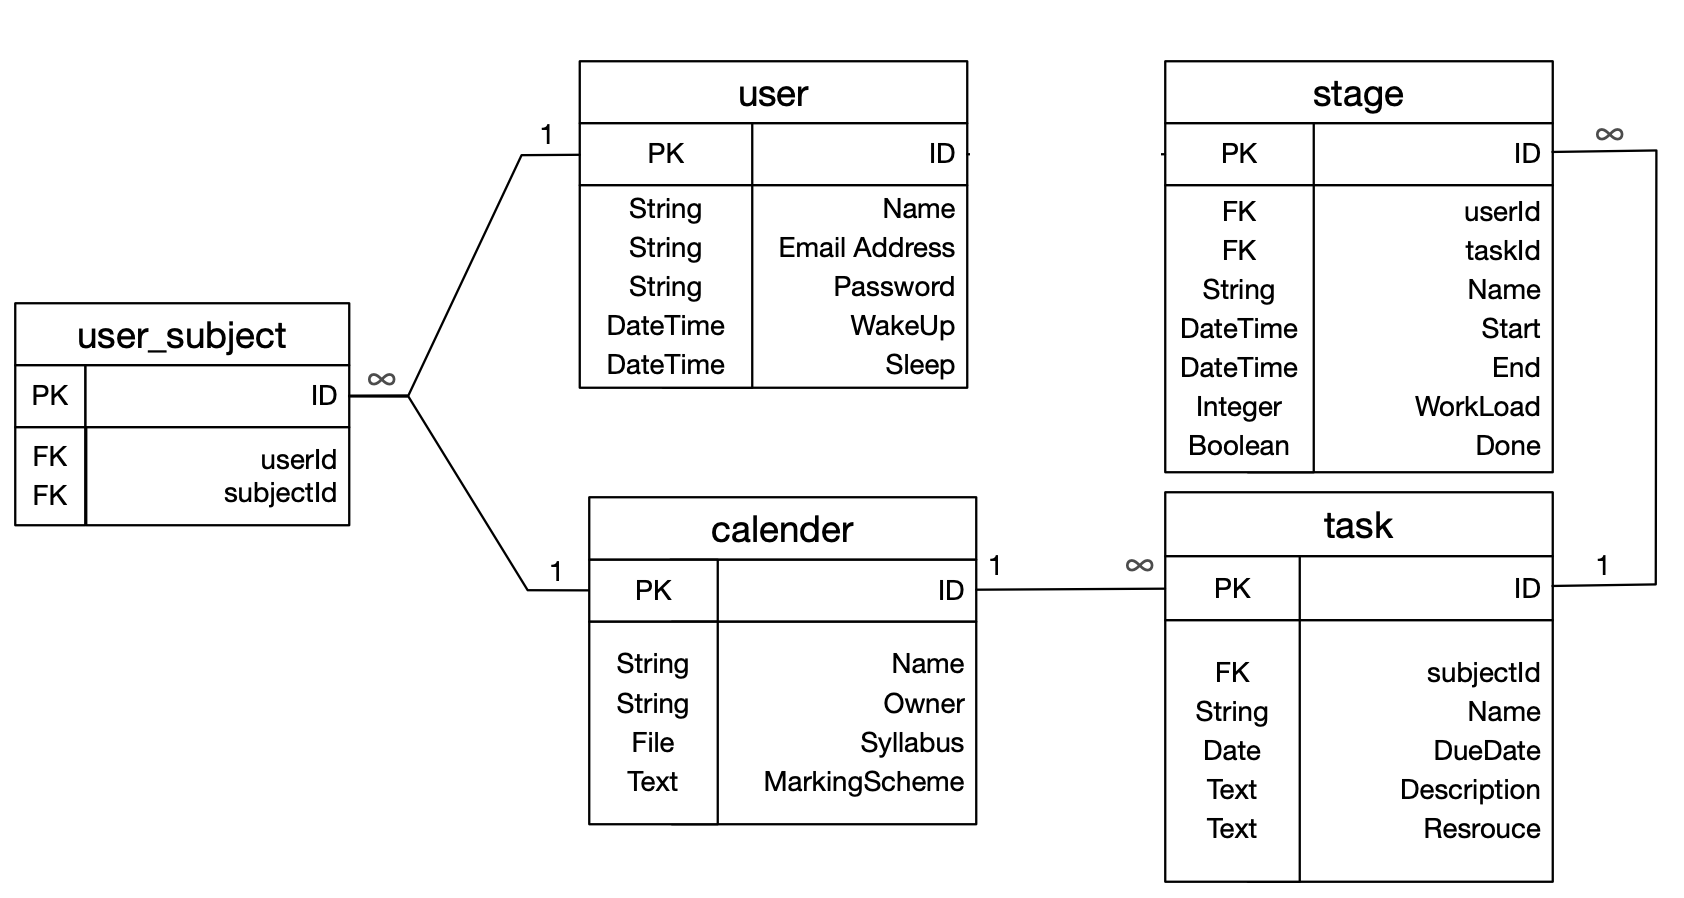 user
1
PK ID
String Name
String Email Address
String Password
DateTime WakeUp
DateTime Sleep
stage
∞
PK ID
FK userId
FK taskId
String Name
DateTime Start
DateTime End
Integer WorkLoad
Boolean Done
user_subject
∞
PK ID
FK userId
FK subjectId
calender
1
1
PK ID
String Name
String Owner
File Syllabus
Text MarkingScheme
task
∞
1
PK ID
FK subjectId
String Name
Date DueDate
Text Description
Text Resrouce